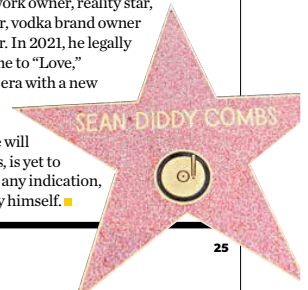 work owner, reality star,
r, vodka brand owner
r. In 2021, he legally
me to “Love,”
era with a new
e will
s, is yet to
any indication,
y himself.
SEAN DIDDY COMBS
25